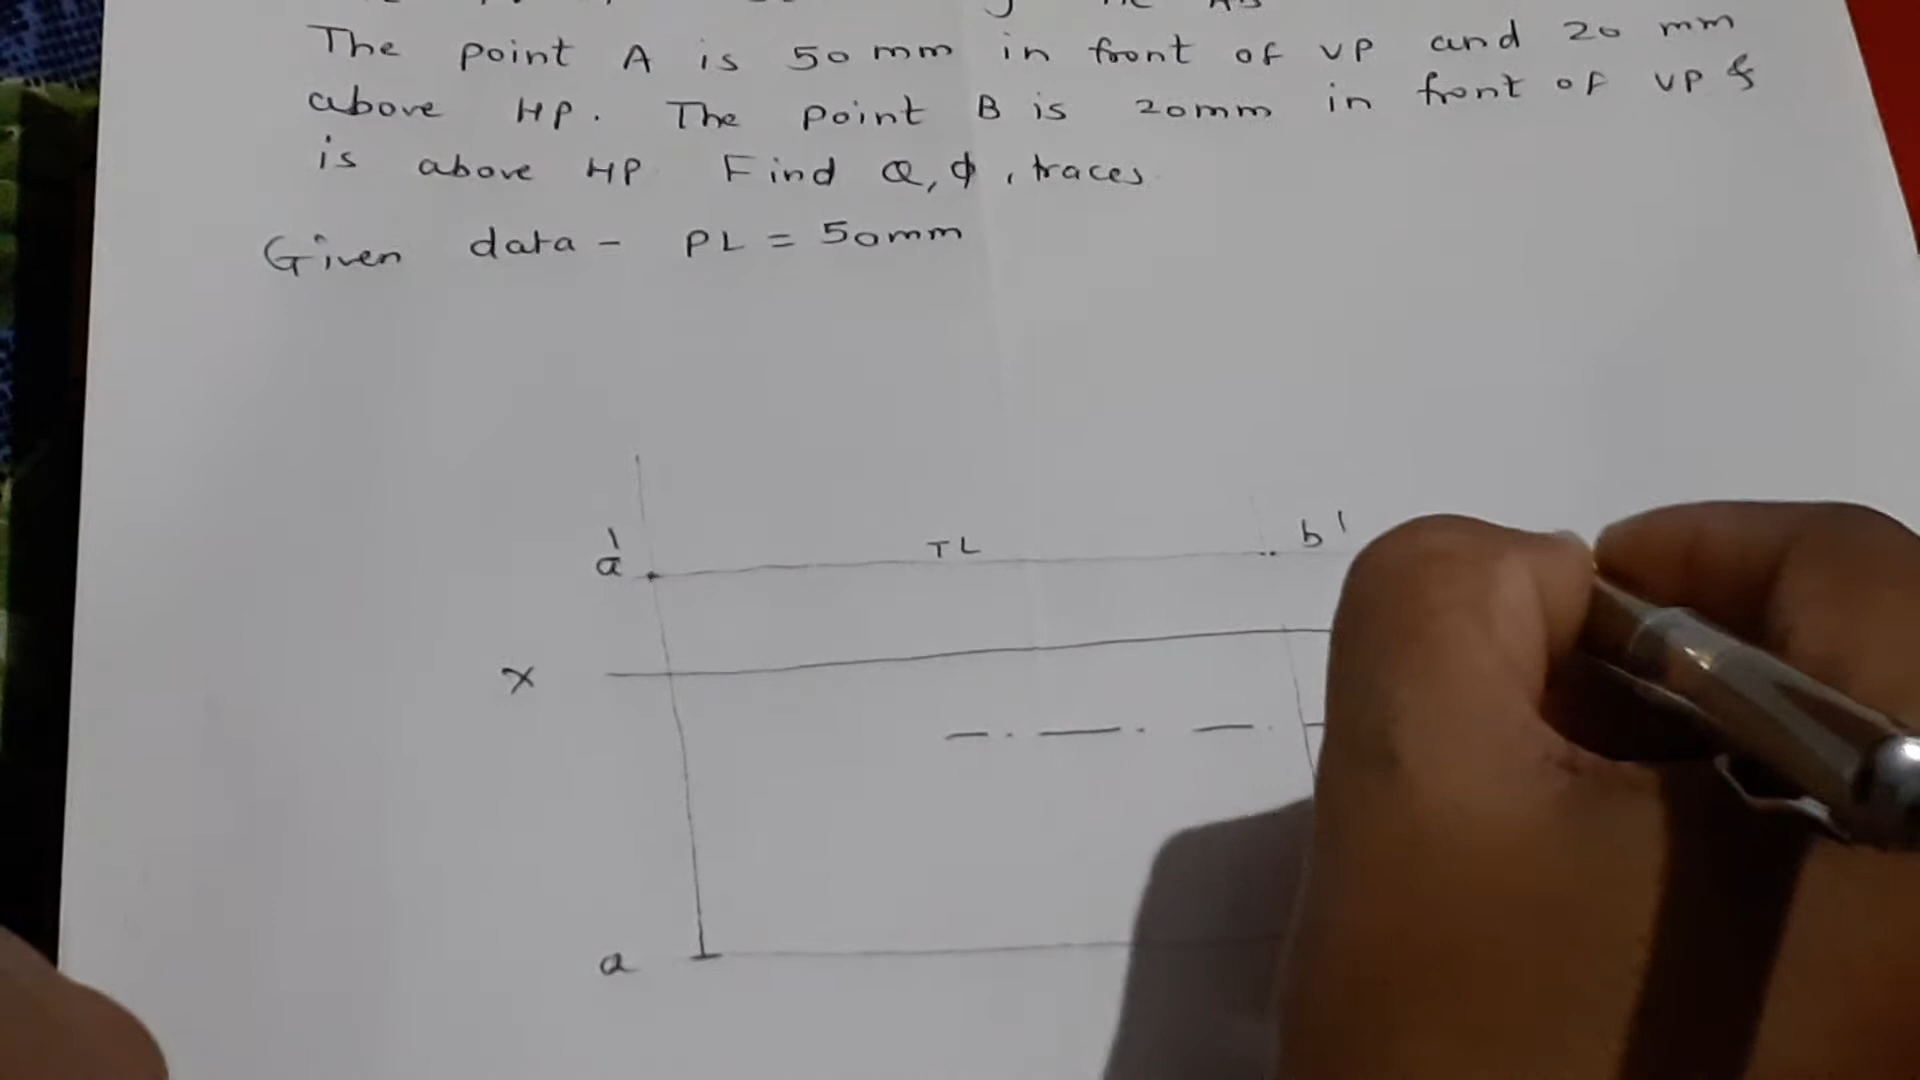 The point A is 50 mm in front of VP and 20 mm
above HP. The point B is 20mm in front of VP &
is above HP Find θ, φ, traces
Given data - PL = 50mm
a' TL b'
X
a